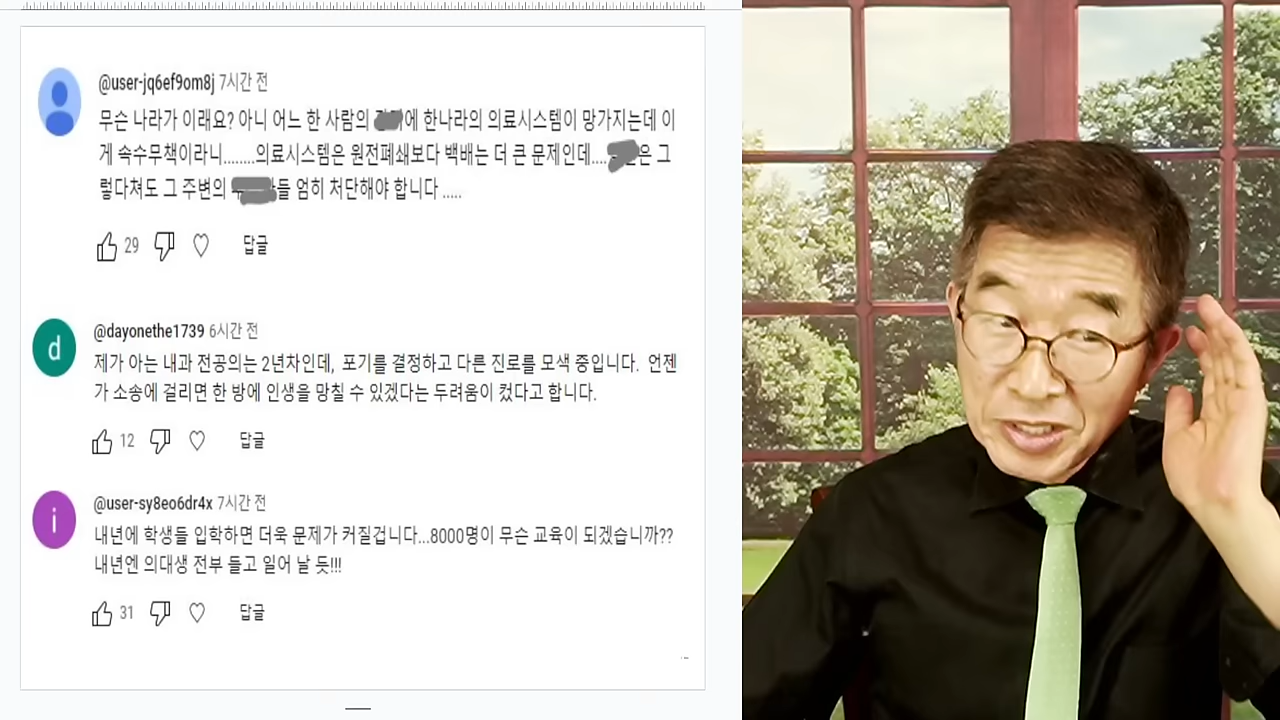 @user-jq6ef9om8j 7시간 전
무슨 나라가 이래요? 아니 어느 한 사람의 에 한나라의 의료시스템이 망가지는데 이
게 속수무책이라니........의료시스템은 원전폐쇄보다 백배는 더 큰 문제인데.... 은 그
렇다쳐도 그 주변의 들 엄히 처단해야 합니다 .....
29 답글
@dayonethe1739 6시간 전
제가 아는 내과 전공의는 2년차인데, 포기를 결정하고 다른 진로를 모색 중입니다. 언젠
가 소송에 걸리면 한 방에 인생을 망칠 수 있겠다는 두려움이 컸다고 합니다.
12 답글
@user-sy8eo6dr4x 7시간 전
내년에 학생들 입학하면 더욱 문제가 커질겁니다...8000명이 무슨 교육이 되겠습니까??
내년엔 의대생 전부 들고 일어 날 듯!!!
31 답글